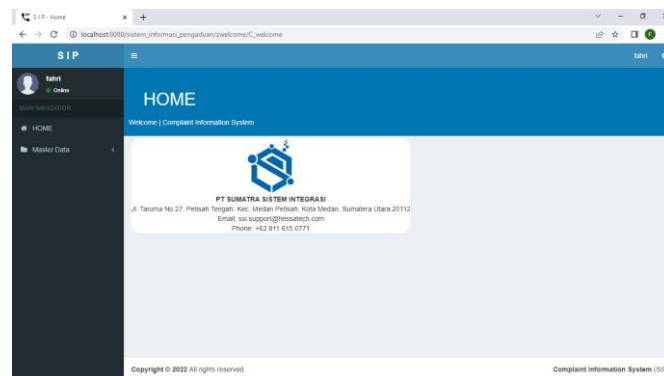 S I P - Home
localhost:8080/sistem_informasi_pengaduan/zwelcome/C_welcome
S I P
fahri
fahri
Online
MAIN NAVIGATION
HOME
Master Data
HOME
Welcome | Complaint Information System
PT SUMATRA SISTEM INTEGRASI
Jl. Taruma No.27, Petisah Tengah, Kec. Medan Petisah, Kota Medan, Sumatera Utara 20112
Email: ssi.support@hessatech.com
Phone: +62 811 615 0771
Copyright © 2022 All rights reserved.
Complaint Information System (SI